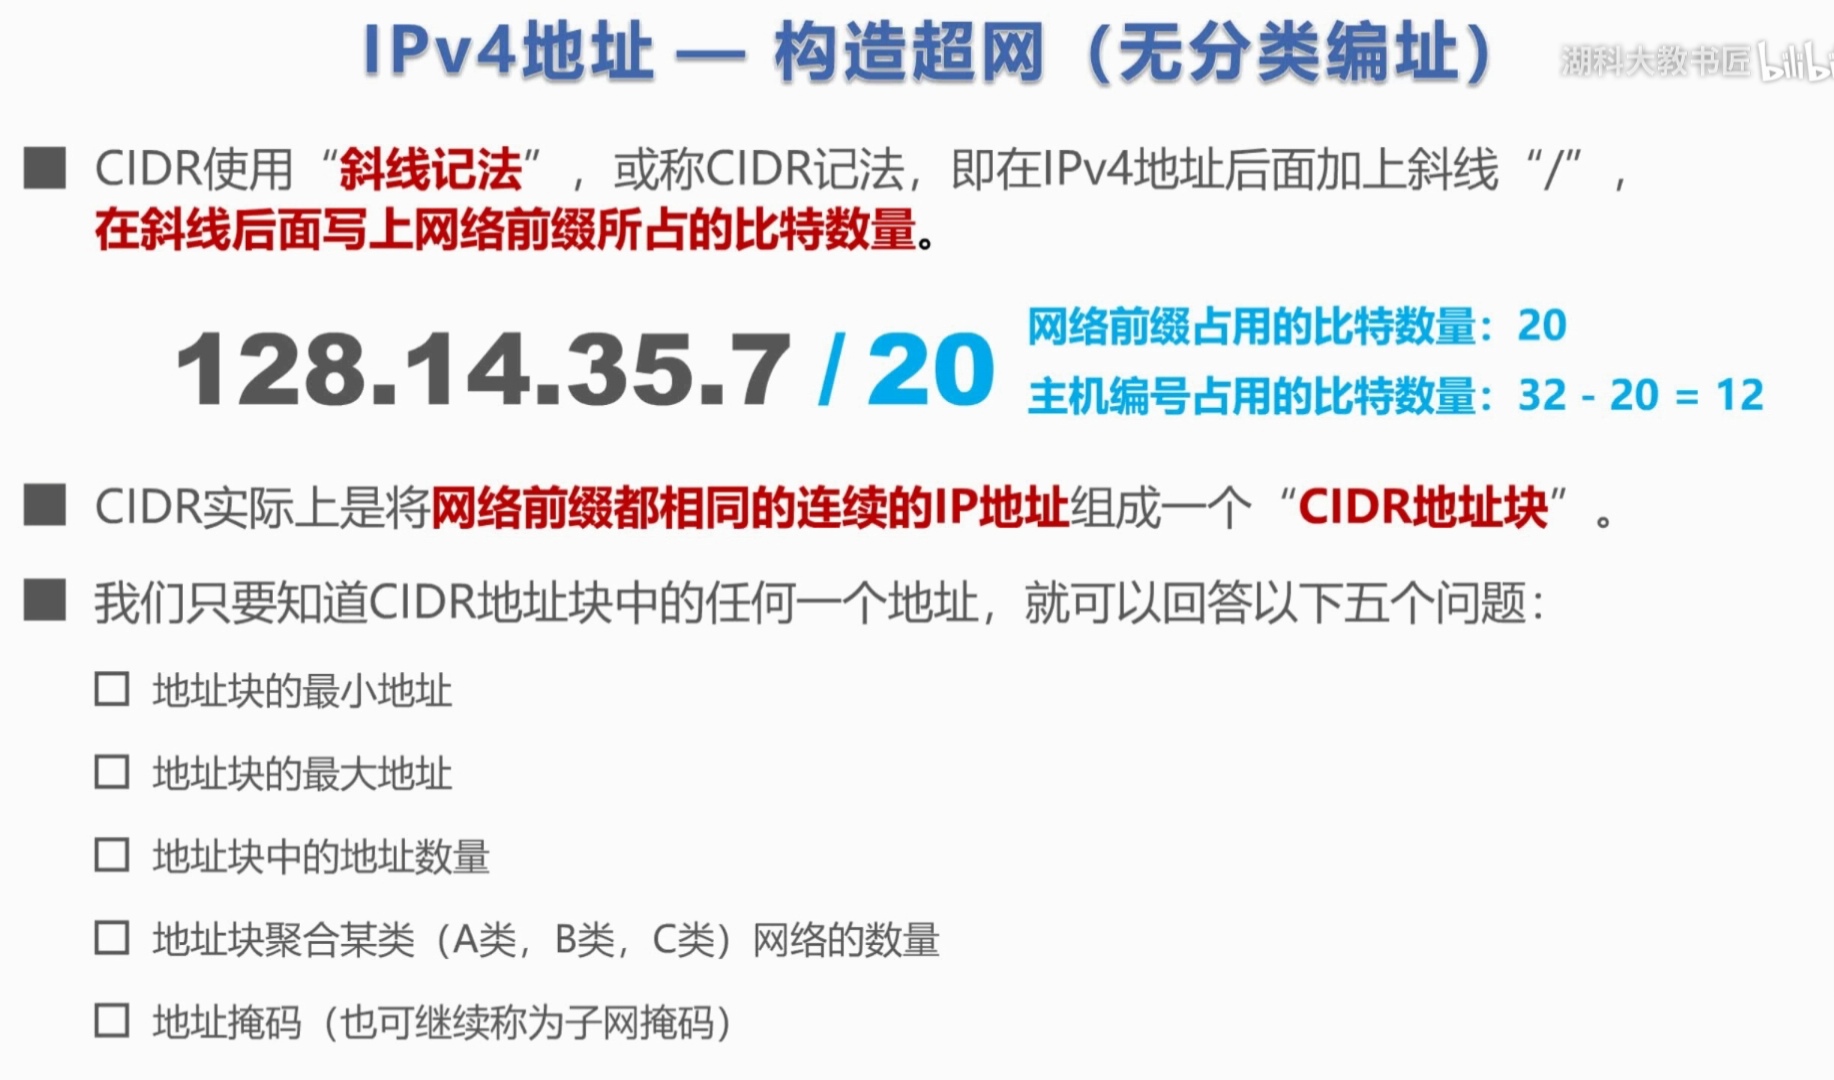 IPv4地址 — 构造超网（无分类编址）
湖科大教书匠
CIDR使用“斜线记法”，或称CIDR记法，即在IPv4地址后面加上斜线“/”，
在斜线后面写上网络前缀所占的比特数量。
128.14.35.7 / 20
网络前缀占用的比特数量：20
主机编号占用的比特数量：32 - 20 = 12
CIDR实际上是将网络前缀都相同的连续的IP地址组成一个“CIDR地址块”。
我们只要知道CIDR地址块中的任何一个地址，就可以回答以下五个问题：
地址块的最小地址
地址块的最大地址
地址块中的地址数量
地址块聚合某类（A类，B类，C类）网络的数量
地址掩码（也可继续称为子网掩码）